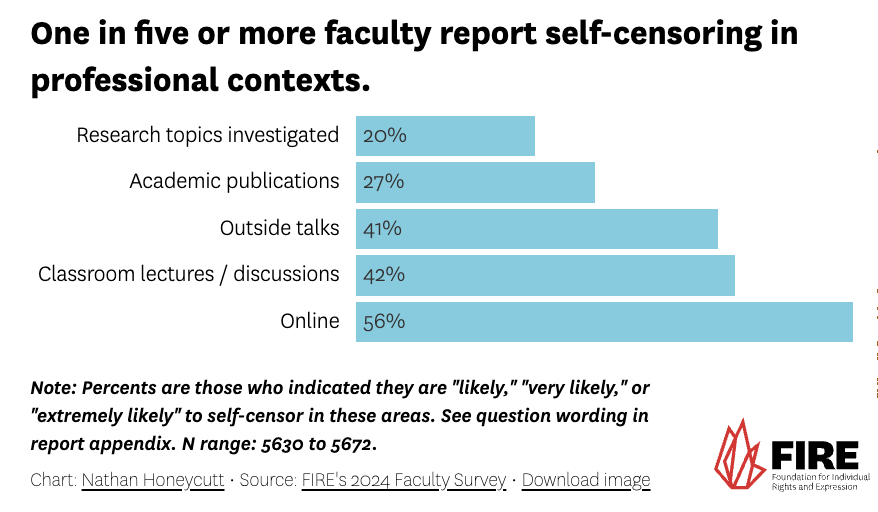 One in five or more faculty report self-censoring in
professional contexts.
Research topics investigated 20%
Academic publications 27%
Outside talks 41%
Classroom lectures / discussions 42%
Online 56%
Note: Percents are those who indicated they are "likely," "very likely," or
"extremely likely" to self-censor in these areas. See question wording in
report appendix. N range: 5630 to 5672.
Chart: Nathan Honeycutt · Source: FIRE's 2024 Faculty Survey · Download image
FIRE
Foundation for Individual
Rights and Expression